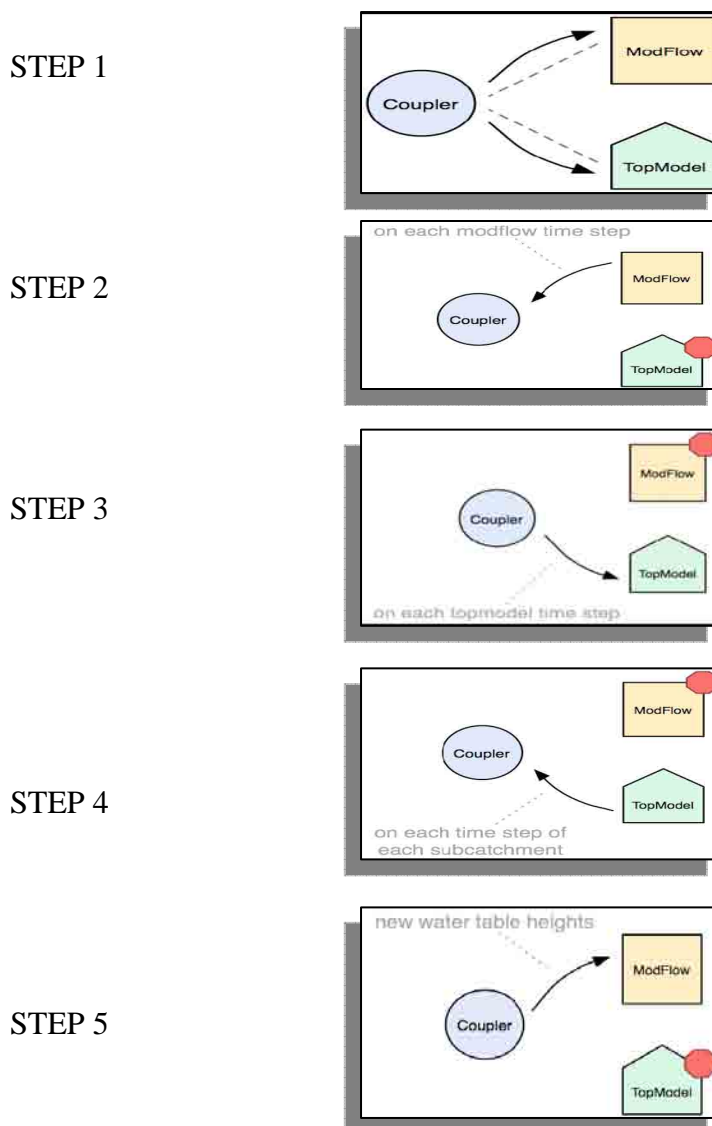 STEP 1
Coupler
ModFlow
TopModel
STEP 2
on each modflow time step
Coupler
ModFlow
TopModel
STEP 3
Coupler
ModFlow
TopModel
on each topmodel time step
STEP 4
Coupler
ModFlow
TopModel
on each time step of
each subcatchment
STEP 5
new water table heights
Coupler
ModFlow
TopModel